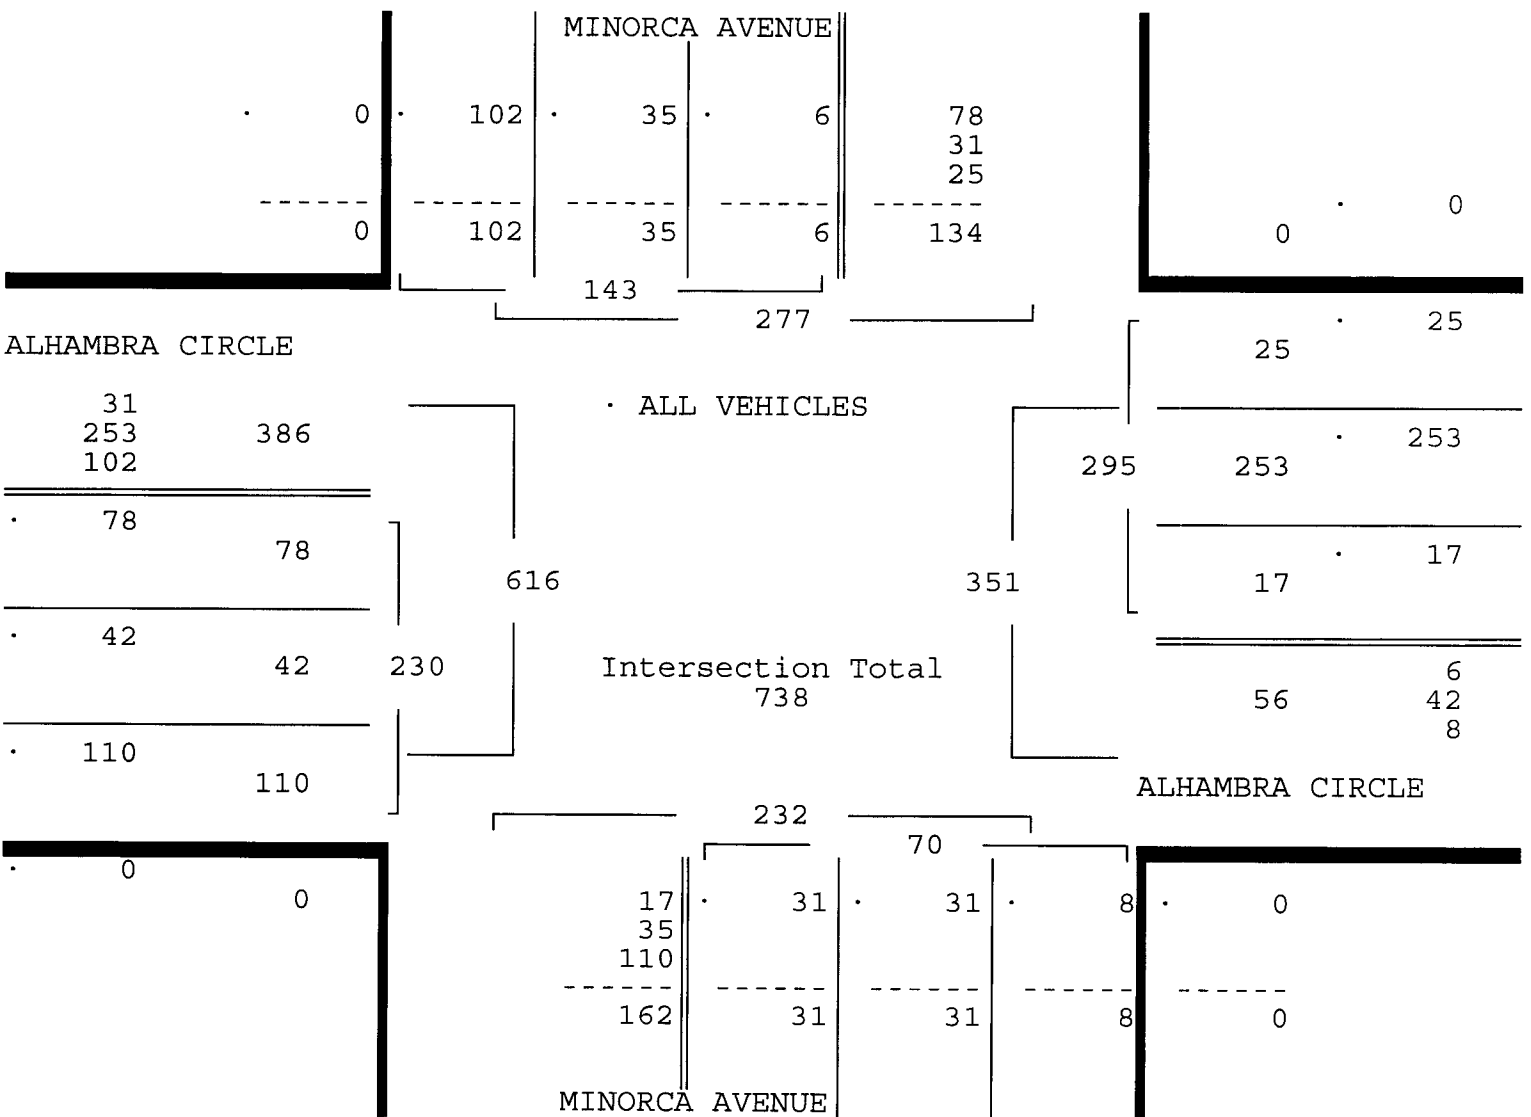 MINORCA AVENUE
· 0 · 102 · 35 · 6 78
31
25
------ ------ ------ ------ ------
· 0
0 102 35 6 134 0
143
277
· 25
ALHAMBRA CIRCLE
25
31
· ALL VEHICLES
253 386
· 253
102
295 253
· 78
78
· 17
616 351 17
· 42
42 230 Intersection Total
6
738
56 42
8
· 110
110
ALHAMBRA CIRCLE
232
70
· 0
0
17 · 31 · 31 · 8 · 0
35
110
------ ------ ------ ------ ------
162 31 31 8 0
MINORCA AVENUE